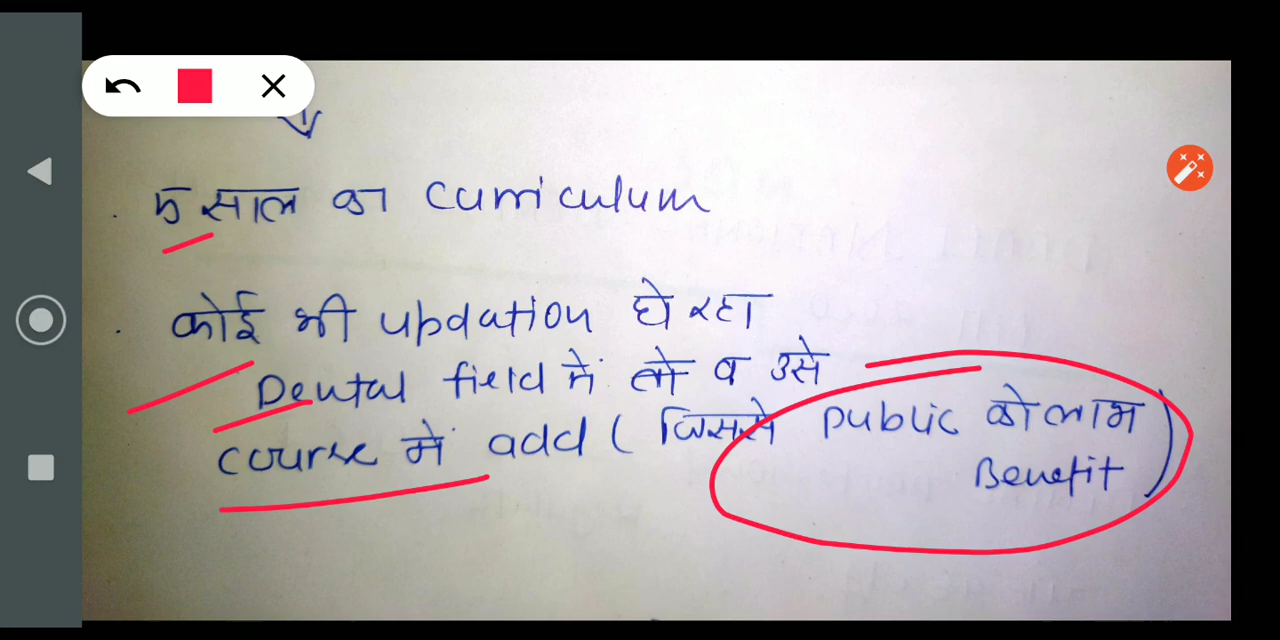 5 साल का Curriculum
कोई भी updation हो रहा
Dental field में तो व उसे
course में add ( जिससे public को लाभ
Benefit )